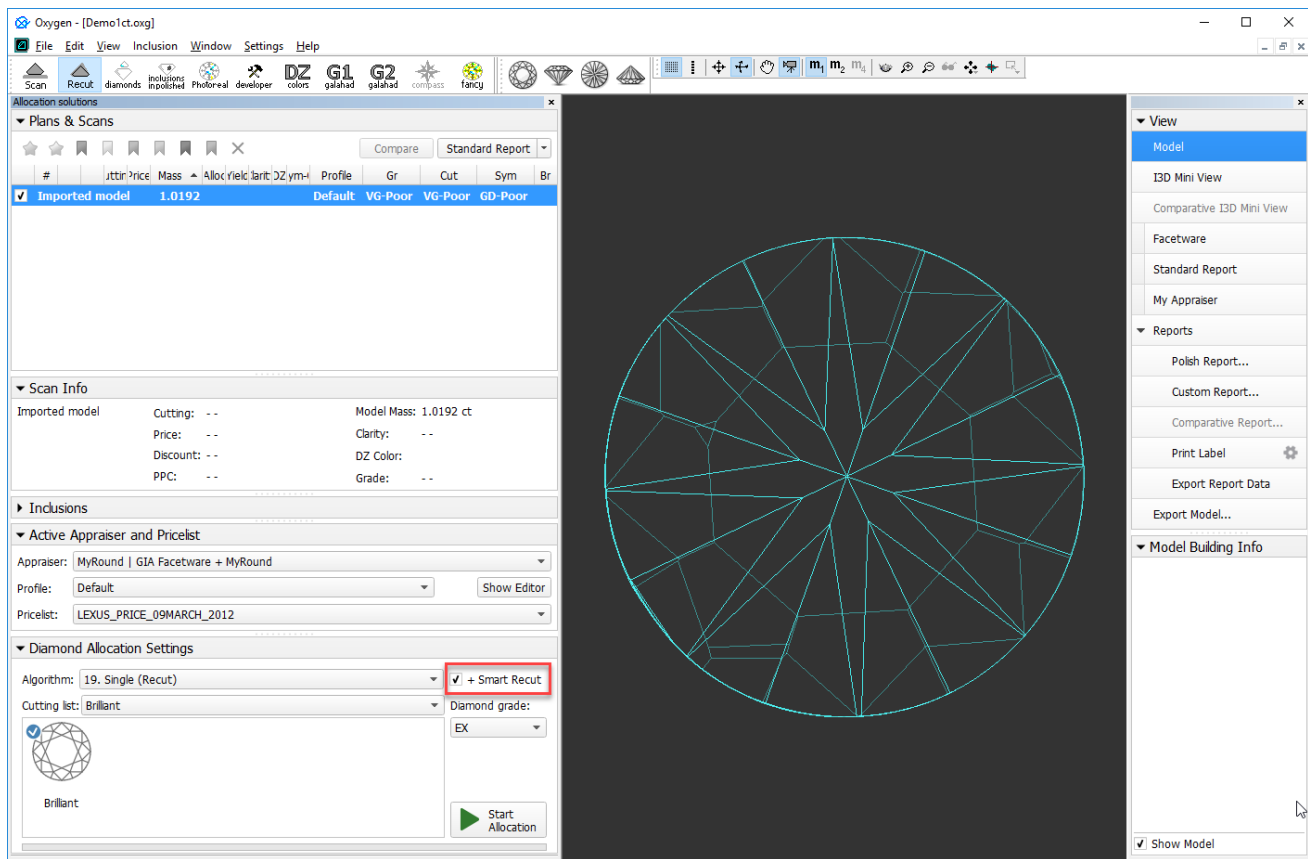 Oxygen - [Demo1ct.oxg]
File Edit View Inclusion Window Settings Help
Scan Recut diamonds inclusions inpolished Photoreal developer DZ colors G1 galahad G2 galahad compass fancy m1 m2 m4
Allocation solutions
Plans & Scans
Compare Standard Report
# Mass Profile Gr Cut Sym Br
Imported model 1.0192 Default VG-Poor VG-Poor GD-Poor
Scan Info
Imported model Cutting: -- Model Mass: 1.0192 ct
Price: -- Clarity: --
Discount: -- DZ Color:
PPC: -- Grade: --
Inclusions
Active Appraiser and Pricelist
Appraiser: MyRound | GIA Facetware + MyRound
Profile: Default Show Editor
Pricelist: LEXUS_PRICE_09MARCH_2012
Diamond Allocation Settings
Algorithm: 19. Single (Recut) + Smart Recut
Cutting list: Brilliant Diamond grade:
EX
Brilliant
Start
Allocation
View
Model
I3D Mini View
Comparative I3D Mini View
Facetware
Standard Report
My Appraiser
Reports
Polish Report...
Custom Report...
Comparative Report...
Print Label
Export Report Data
Export Model...
Model Building Info
Show Model